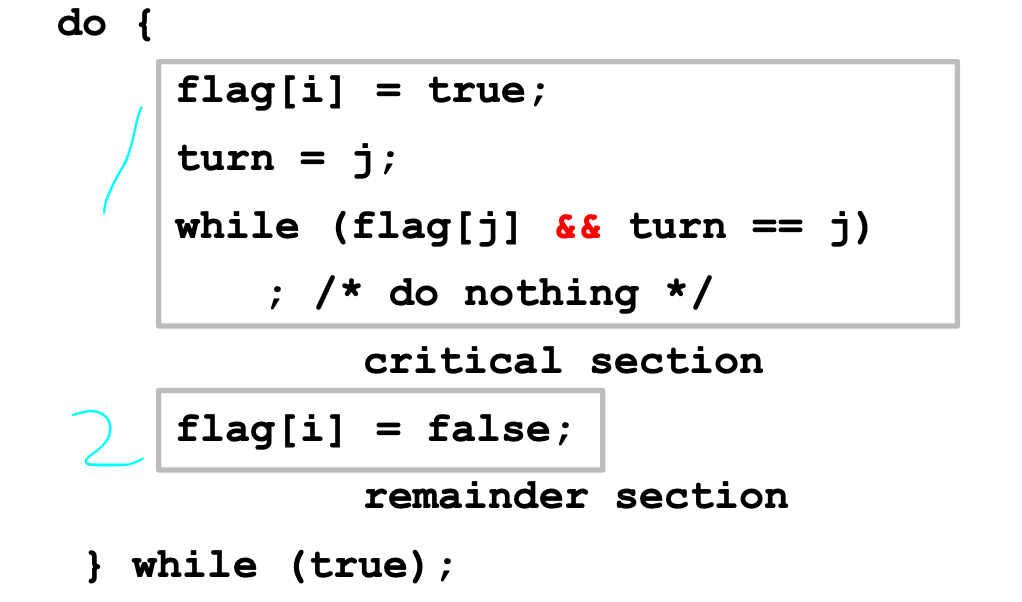 do {
flag[i] = true;
turn = j;
while (flag[j] && turn == j)
; /* do nothing */
1
critical section
2
flag[i] = false;
remainder section
} while (true);